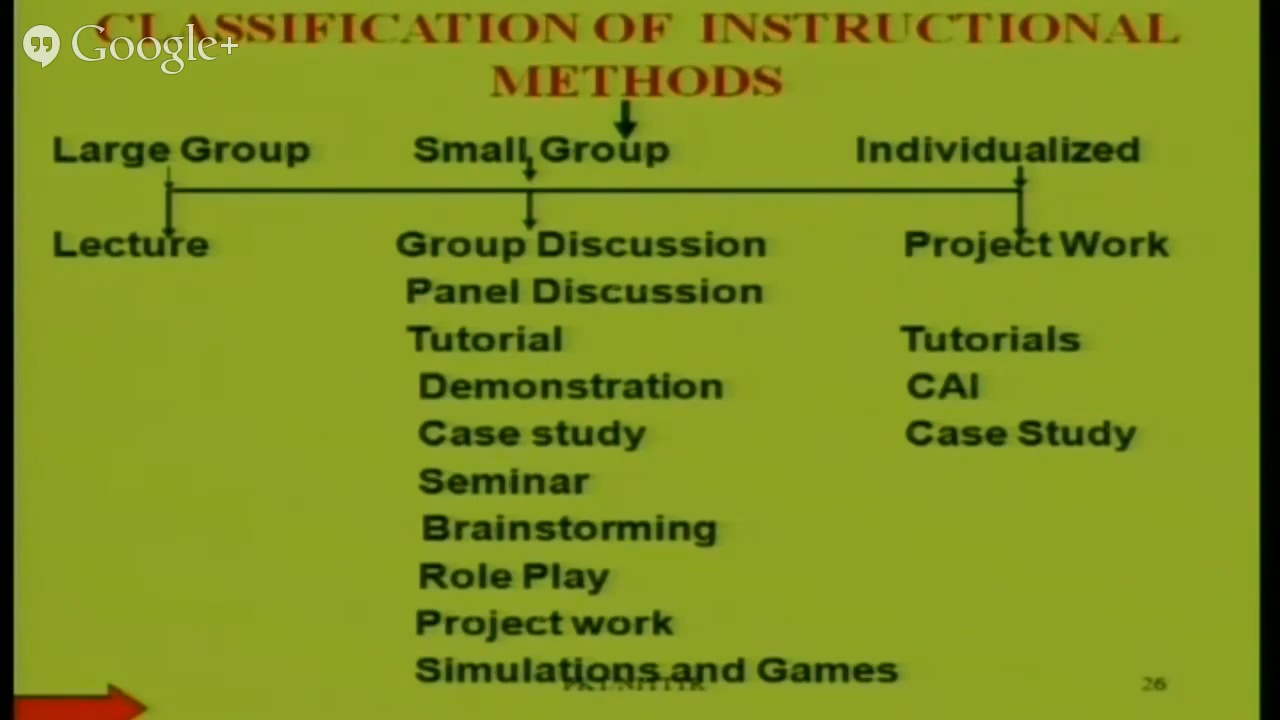 CLASSIFICATION OF INSTRUCTIONAL
METHODS
Google+
Large Group Small Group Individualized
Lecture Group Discussion Project Work
Panel Discussion
Tutorial Tutorials
Demonstration CAI
Case study Case Study
Seminar
Brainstorming
Role Play
Project work
Simulations and Games
26